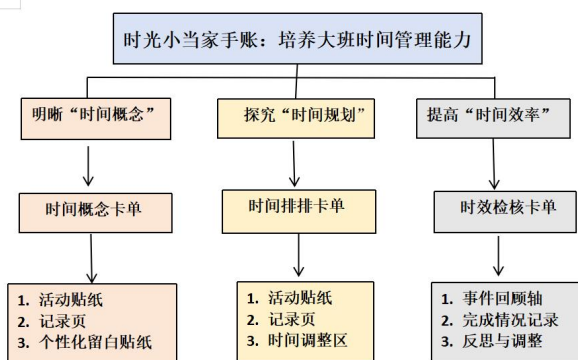 时光小当家手账：培养大班时间管理能力
明晰“时间概念”
探究“时间规划”
提高“时间效率”
时间概念卡单
时间排排卡单
时效检核卡单
1. 活动贴纸
2. 记录页
3. 个性化留白贴纸
1. 活动贴纸
2. 记录页
3. 时间调整区
1. 事件回顾轴
2. 完成情况记录
3. 反思与调整